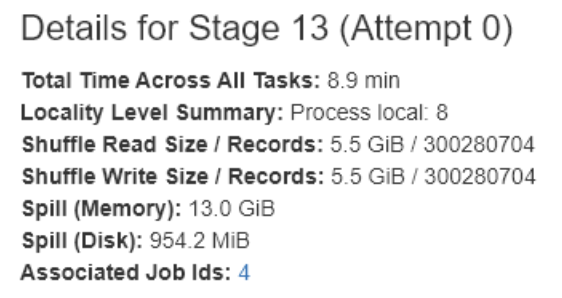 Details for Stage 13 (Attempt 0)
Total Time Across All Tasks: 8.9 min
Locality Level Summary: Process local: 8
Shuffle Read Size / Records: 5.5 GiB / 300280704
Shuffle Write Size / Records: 5.5 GiB / 300280704
Spill (Memory): 13.0 GiB
Spill (Disk): 954.2 MiB
Associated Job Ids: 4